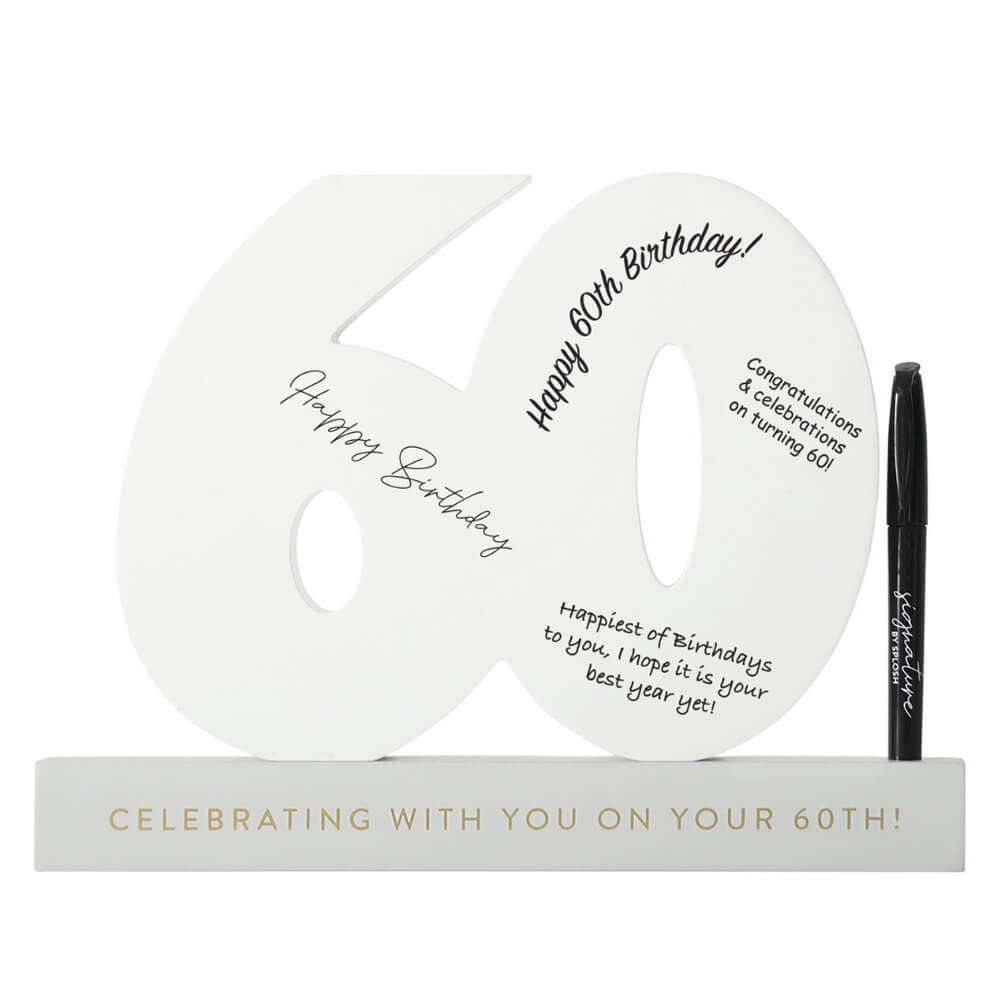 Happy 60th Birthday!
Happy Birthday
Congratulations
& celebrations
on turning 60!
Happiest of Birthdays
to you, I hope it is your
best year yet!
60
signature
BY SPLOSH
CELEBRATING WITH YOU ON YOUR 60TH!